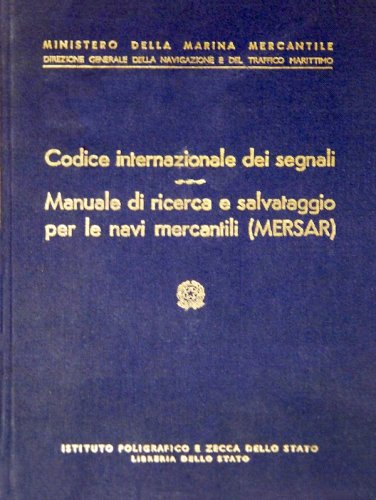 MINISTERO DELLA MARINA MERCANTILE
DIREZIONE GENERALE DELLA NAVIGAZIONE E DEL TRAFFICO MARITTIMO
Codice internazionale dei segnali
Manuale di ricerca e salvataggio
per le navi mercantili (MERSAR)
ISTITUTO POLIGRAFICO E ZECCA DELLO STATO
LIBRERIA DELLO STATO